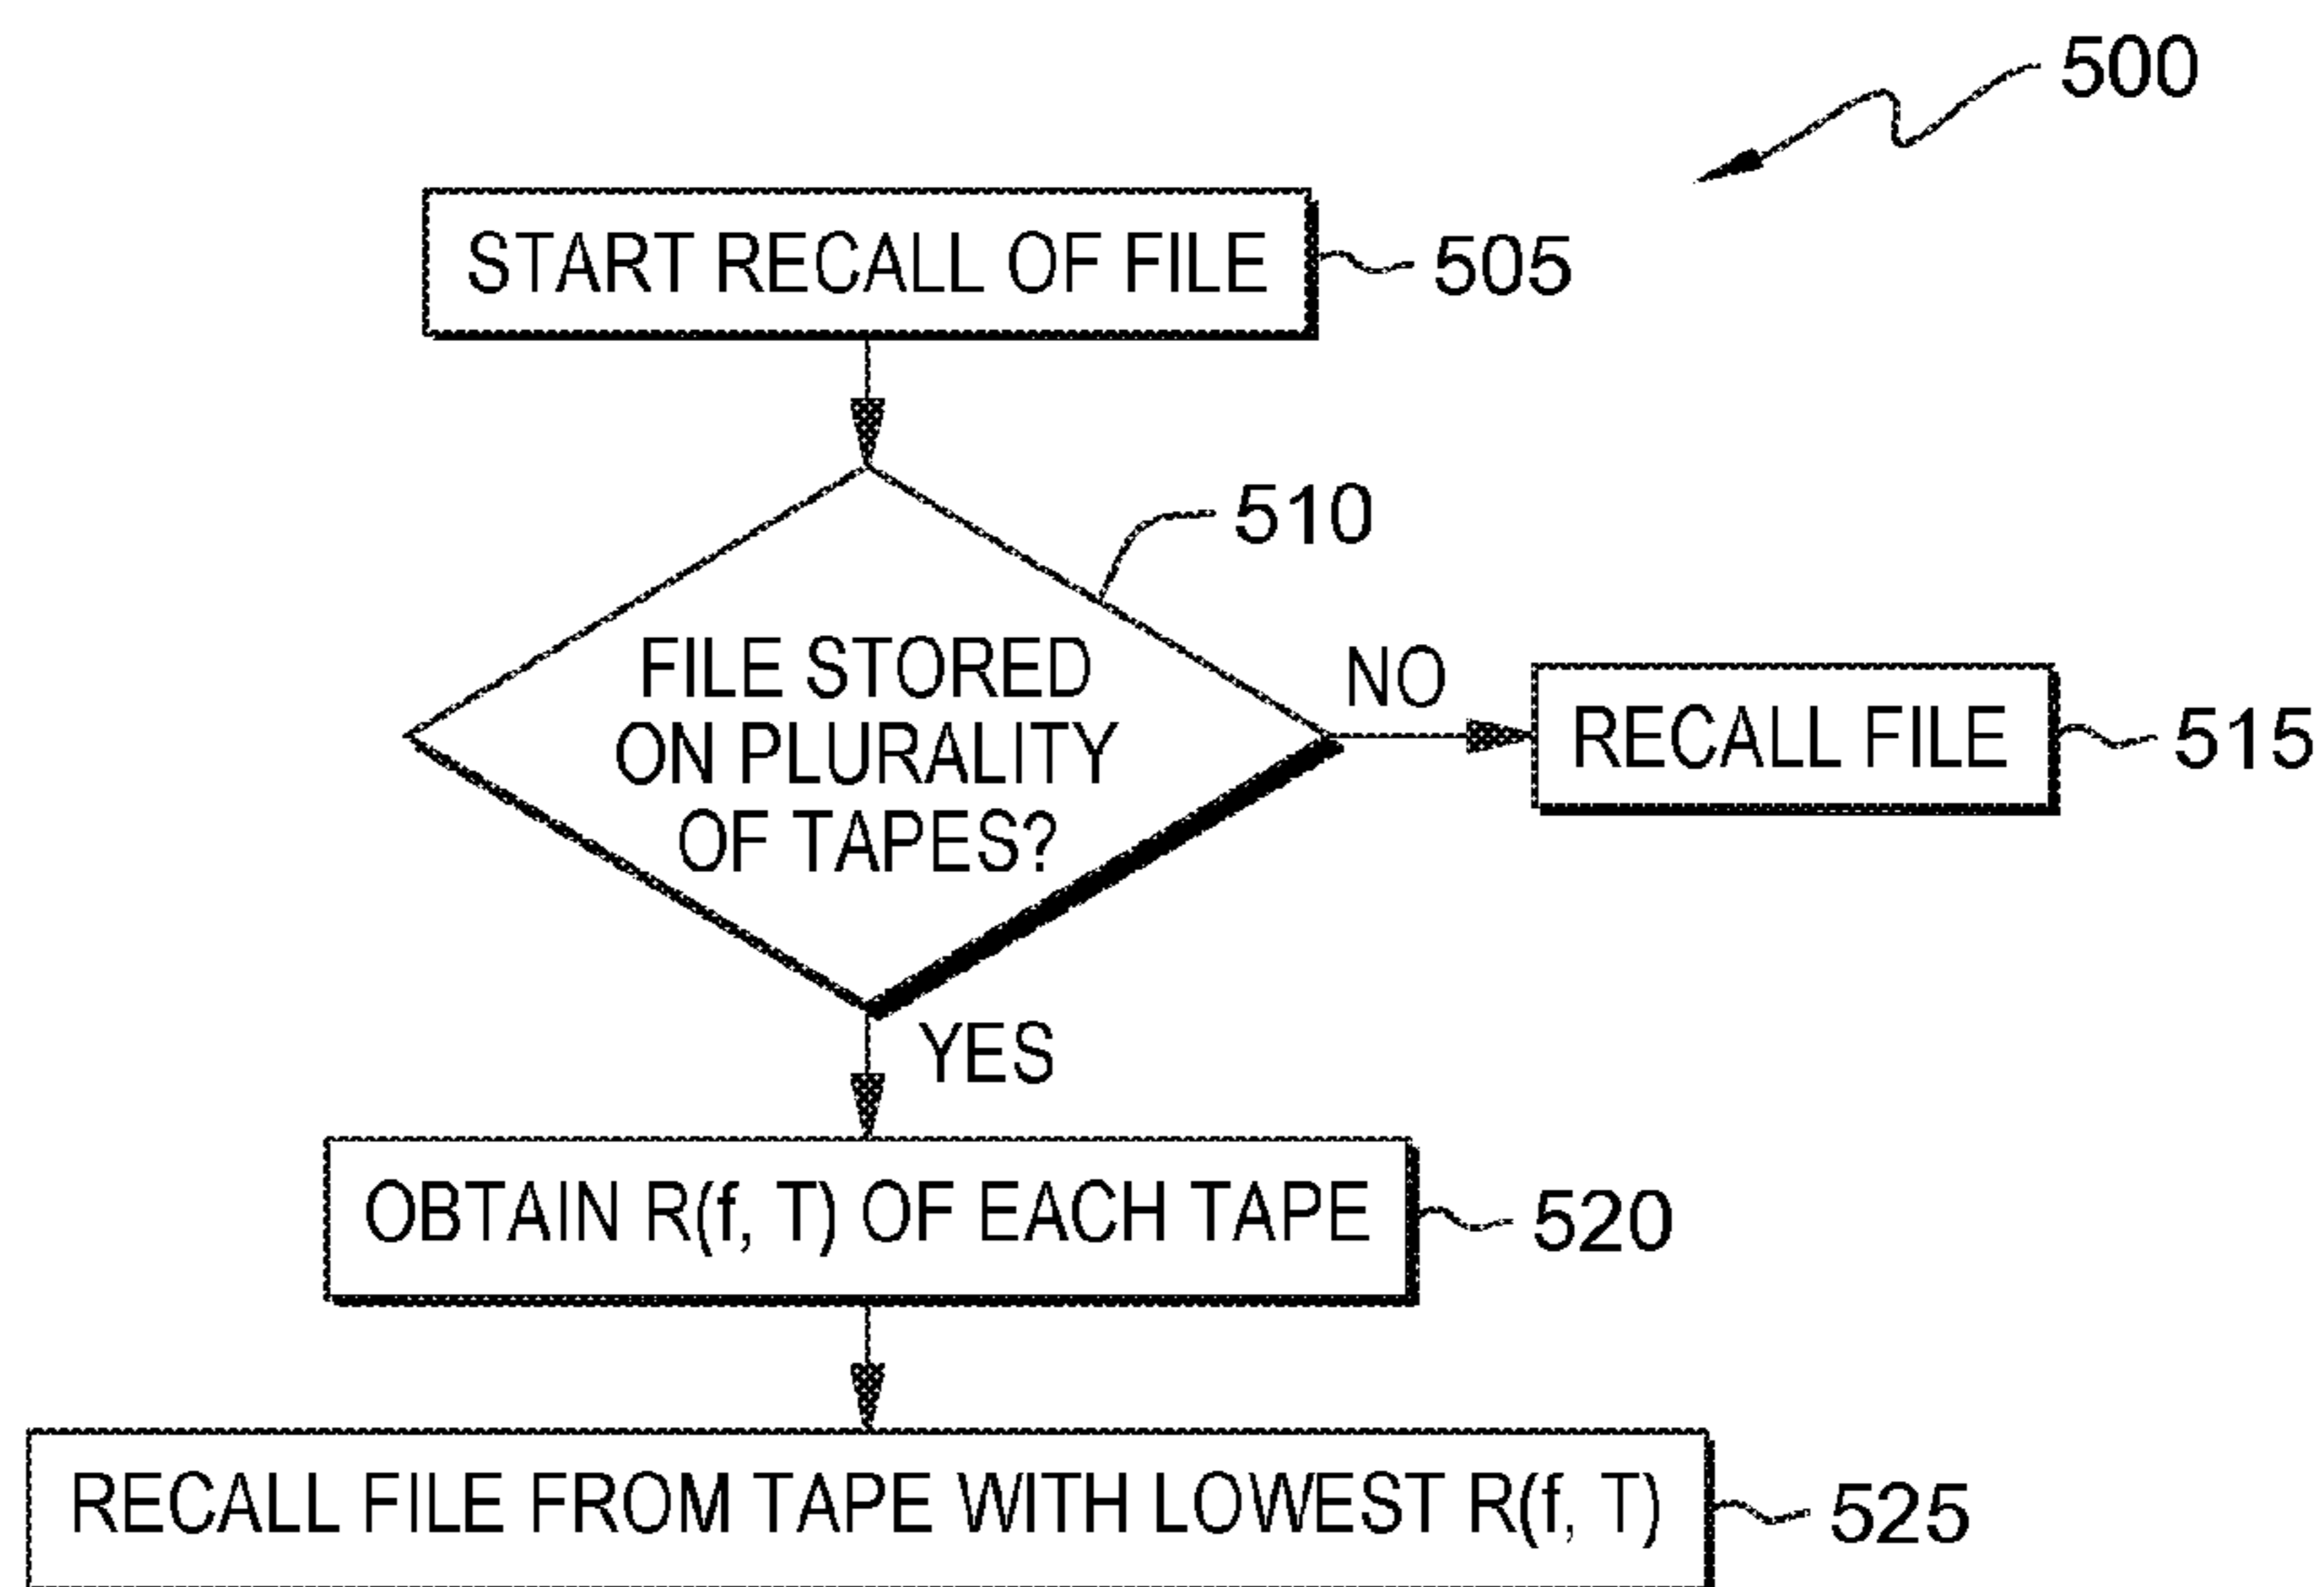 500
START RECALL OF FILE
505
510
FILE STORED
ON PLURALITY
OF TAPES?
NO
RECALL FILE
515
YES
OBTAIN R(f, T) OF EACH TAPE
520
RECALL FILE FROM TAPE WITH LOWEST R(f, T)
525